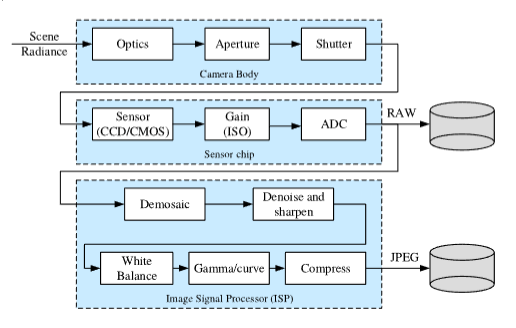 Scene
Radiance
Optics
Aperture
Shutter
Camera Body
Sensor
(CCD/CMOS)
Gain
(ISO)
ADC
RAW
Sensor chip
Demosaic
Denoise and
sharpen
White
Balance
Gamma/curve
Compress
JPEG
Image Signal Processor (ISP)